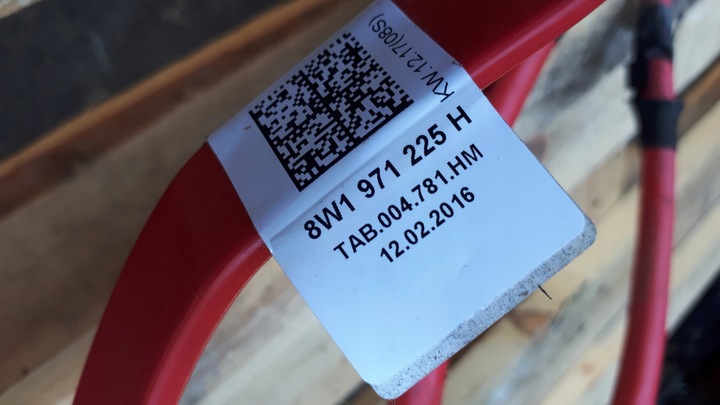 KW.12.17(08S)
8W1 971 225 H
TAB.004.781.HM
12.02.2016